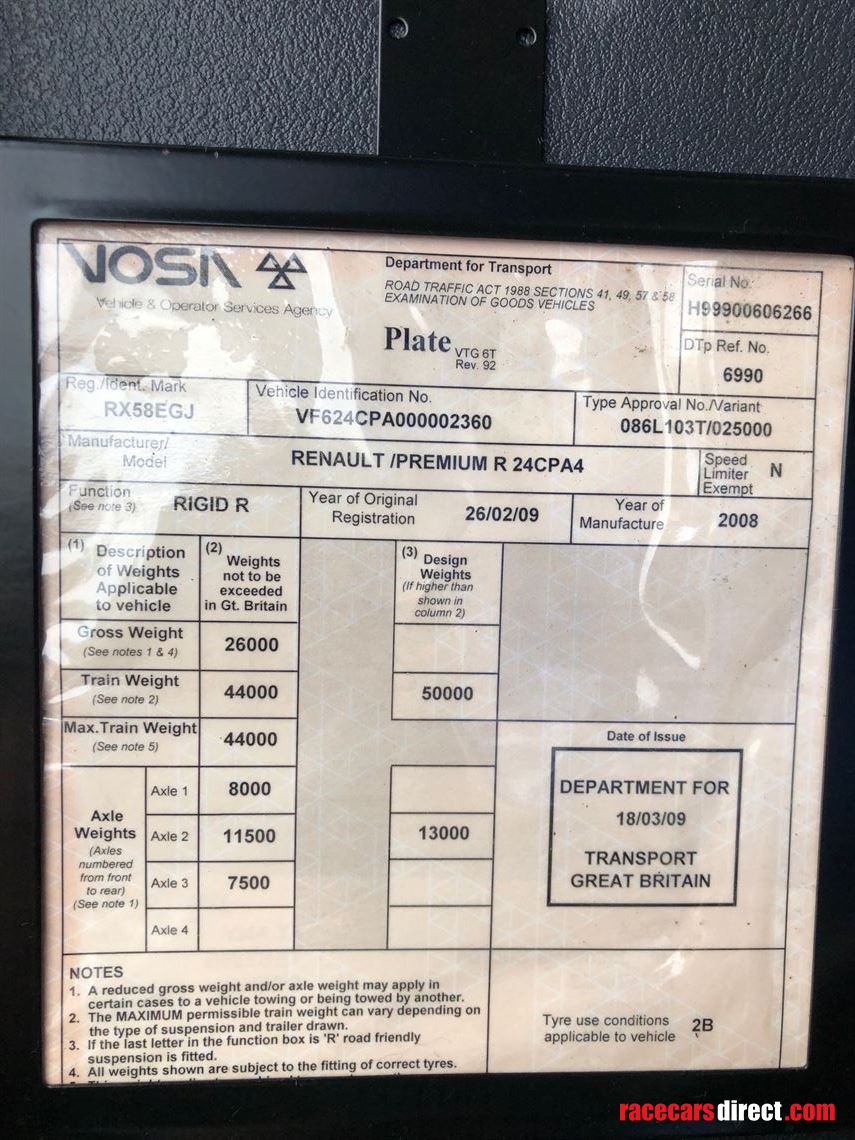 VOSA
Vehicle & Operator Services Agency
Department for Transport
ROAD TRAFFIC ACT 1988 SECTIONS 41, 49, 57 & 58
EXAMINATION OF GOODS VEHICLES
Plate VTG 6T
Rev. 92
Serial No.
H99900606266
DTp Ref. No.
6990
Reg./Ident. Mark
RX58EGJ
Vehicle Identification No.
VF624CPA000002360
Type Approval No./Variant
086L103T/025000
Manufacturer/
Model
RENAULT /PREMIUM R 24CPA4
Speed
Limiter
Exempt
N
Function
(See note 3)
RIGID R
Year of Original
Registration
26/02/09
Year of
Manufacture
2008
(1) Description
of Weights
Applicable
to vehicle
(2) Weights
not to be
exceeded
in Gt. Britain
(3) Design
Weights
(If higher than
shown in
column 2)
Gross Weight
(See notes 1 & 4)
26000
Train Weight
(See note 2)
44000
50000
Max.Train Weight
(See note 5)
44000
Axle
Weights
(Axles
numbered
from front
to rear)
(See note 1)
Axle 1
8000
Axle 2
11500
13000
Axle 3
7500
Axle 4
Date of Issue
DEPARTMENT FOR
18/03/09
TRANSPORT
GREAT BRITAIN
NOTES
1. A reduced gross weight and/or axle weight may apply in
certain cases to a vehicle towing or being towed by another.
2. The MAXIMUM permissible train weight can vary depending on
the type of suspension and trailer drawn.
3. If the last letter in the function box is 'R' road friendly
suspension is fitted.
4. All weights shown are subject to the fitting of correct tyres.
Tyre use conditions
applicable to vehicle
2B
racecarsdirect.com